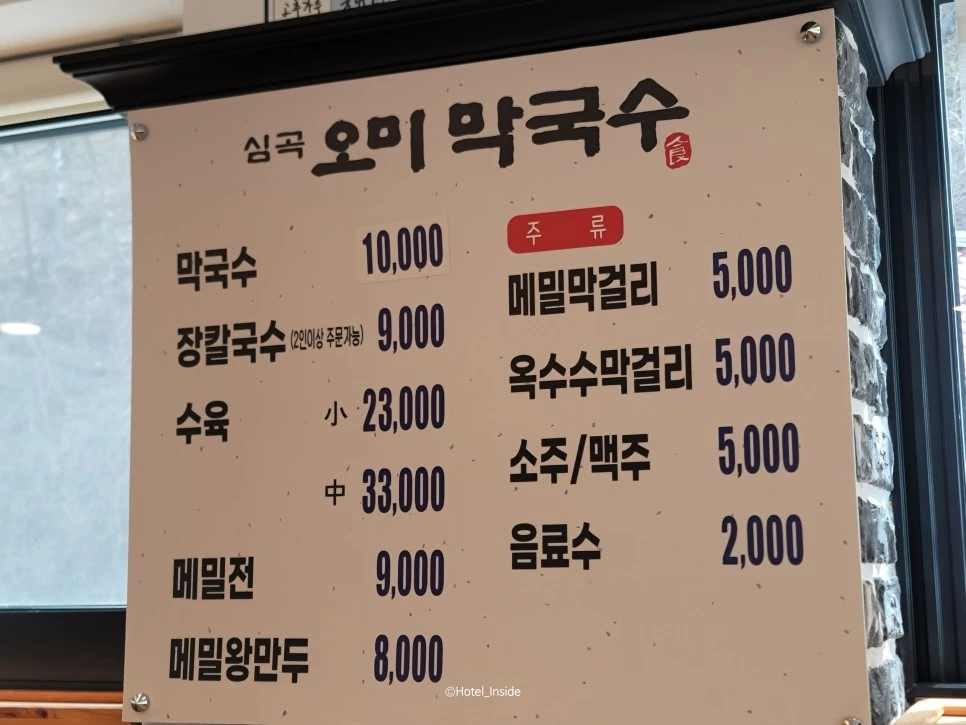 심곡 오미 막국수 食
막국수 10,000
장칼국수 (2인이상 주문가능) 9,000
수육 小 23,000
中 33,000
메밀전 9,000
메밀왕만두 8,000
주 류
메밀막걸리 5,000
옥수수막걸리 5,000
소주/맥주 5,000
음료수 2,000
©Hotel_Inside